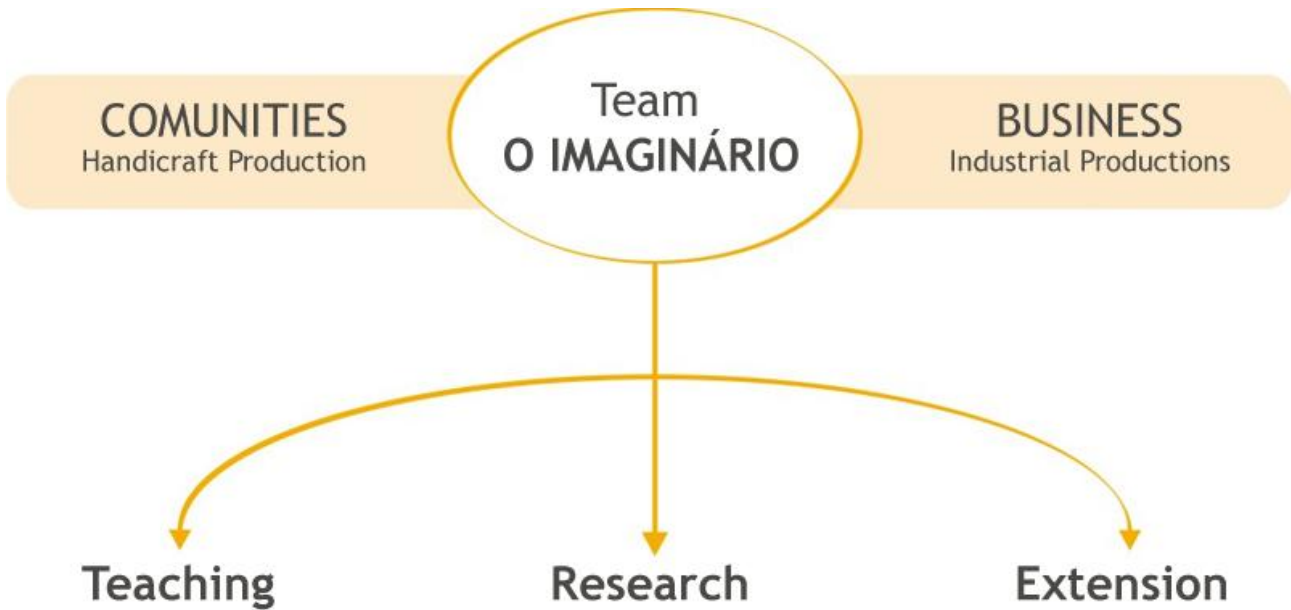 COMUNITIES
Handicraft Production
Team
O IMAGINÁRIO
BUSINESS
Industrial Productions
Teaching
Research
Extension